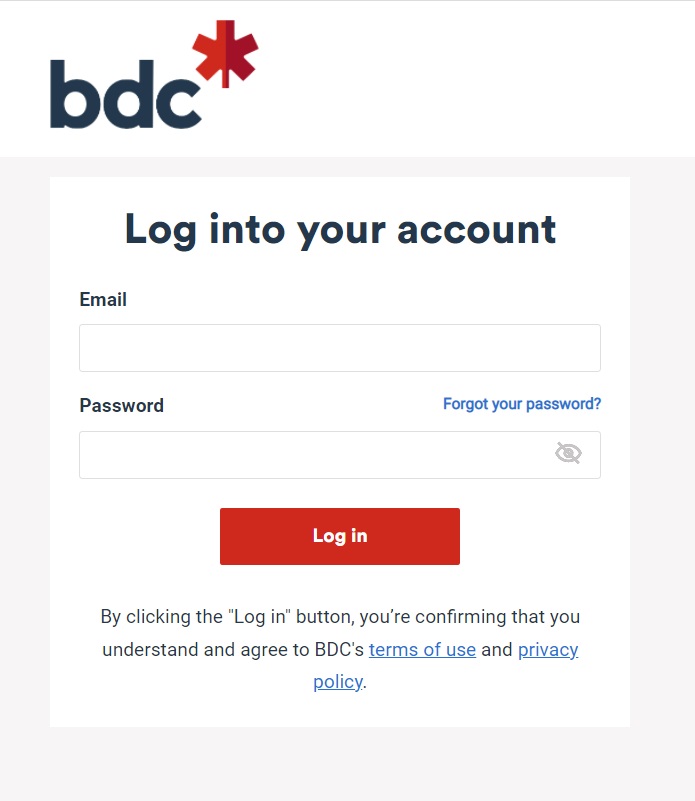 bdc
Log into your account
Email
Password
Forgot your password?
Log in
By clicking the "Log in" button, you’re confirming that you
understand and agree to BDC's terms of use and privacy
policy.